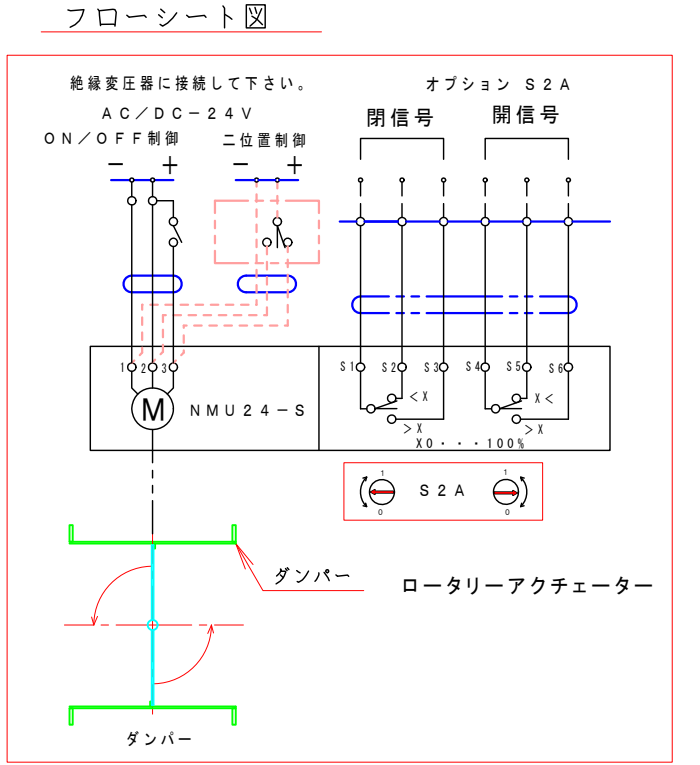 フローシート図
絶縁変圧器に接続して下さい。
オプション S2A
AC/DC-24V
閉信号 開信号
ON/OFF制御 二位置制御
- + - +
1 2 3 S1 S2 S3 S4 S5 S6
<X X<
M NMU24-S
>X >X
X0・・・100%
1 1
S2A
0 0
ダンパー
ロータリーアクチェーター
ダンパー